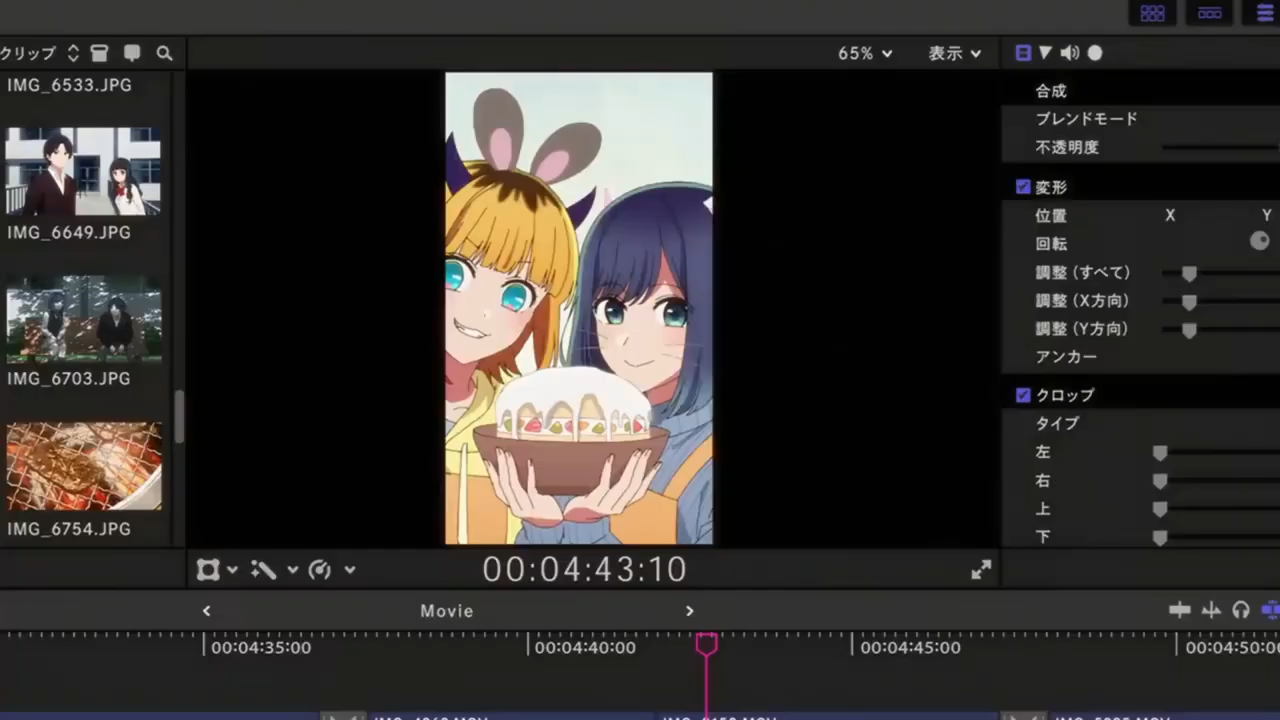 クリップ
IMG_6533.JPG
IMG_6649.JPG
IMG_6703.JPG
IMG_6754.JPG
65%
表示
合成
ブレンドモード
不透明度
変形
位置 X Y
回転
調整(すべて)
調整(X方向)
調整(Y方向)
アンカー
クロップ
タイプ
左
右
上
下
00:04:43:10
Movie
00:04:35:00
00:04:40:00
00:04:45:00
00:04:50:00